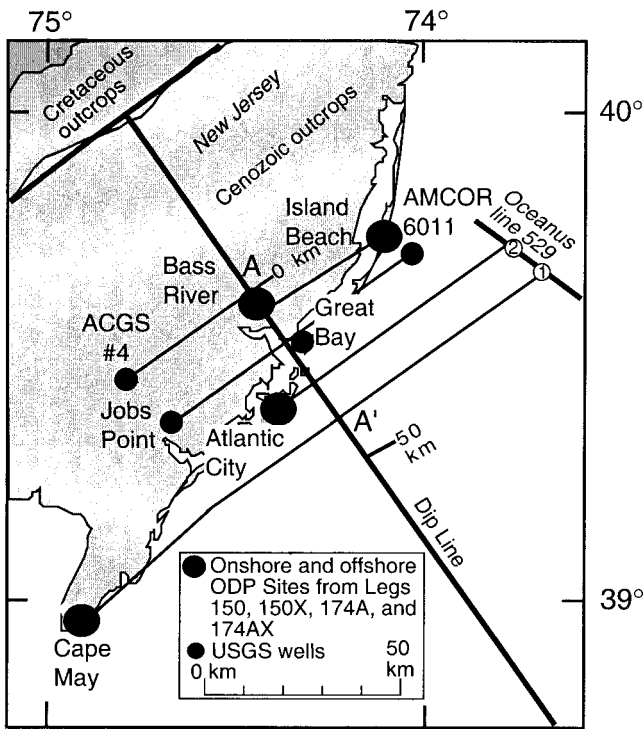 75°
74°
40°
39°
Cretaceous
outcrops
New Jersey
Cenozoic outcrops
Island
Beach
AMCOR
6011
Oceanus
line 529
2
1
Bass
River
A
0 km
ACGS
#4
Great
Bay
Jobs
Point
Atlantic
City
A'
50
km
Dip Line
Cape
May
Onshore and offshore
ODP Sites from Legs
150, 150X, 174A, and
174AX
USGS wells
0 km
50
km